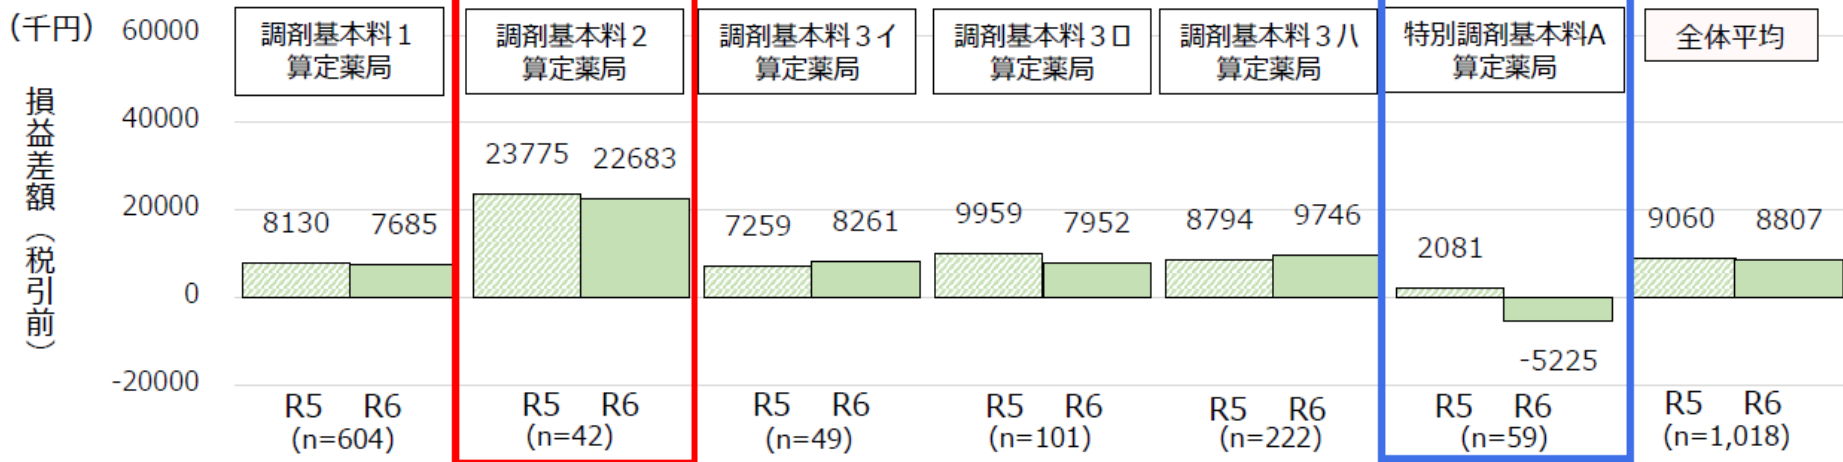 (千円)
60000
40000
20000
0
-20000
損益差額(税引前)
調剤基本料1
算定薬局
8130 7685
R5 R6
(n=604)
調剤基本料2
算定薬局
23775 22683
R5 R6
(n=42)
調剤基本料3イ
算定薬局
7259 8261
R5 R6
(n=49)
調剤基本料3ロ
算定薬局
9959 7952
R5 R6
(n=101)
調剤基本料3ハ
算定薬局
8794 9746
R5 R6
(n=222)
特別調剤基本料A
算定薬局
2081
-5225
R5 R6
(n=59)
全体平均
9060 8807
R5 R6
(n=1,018)